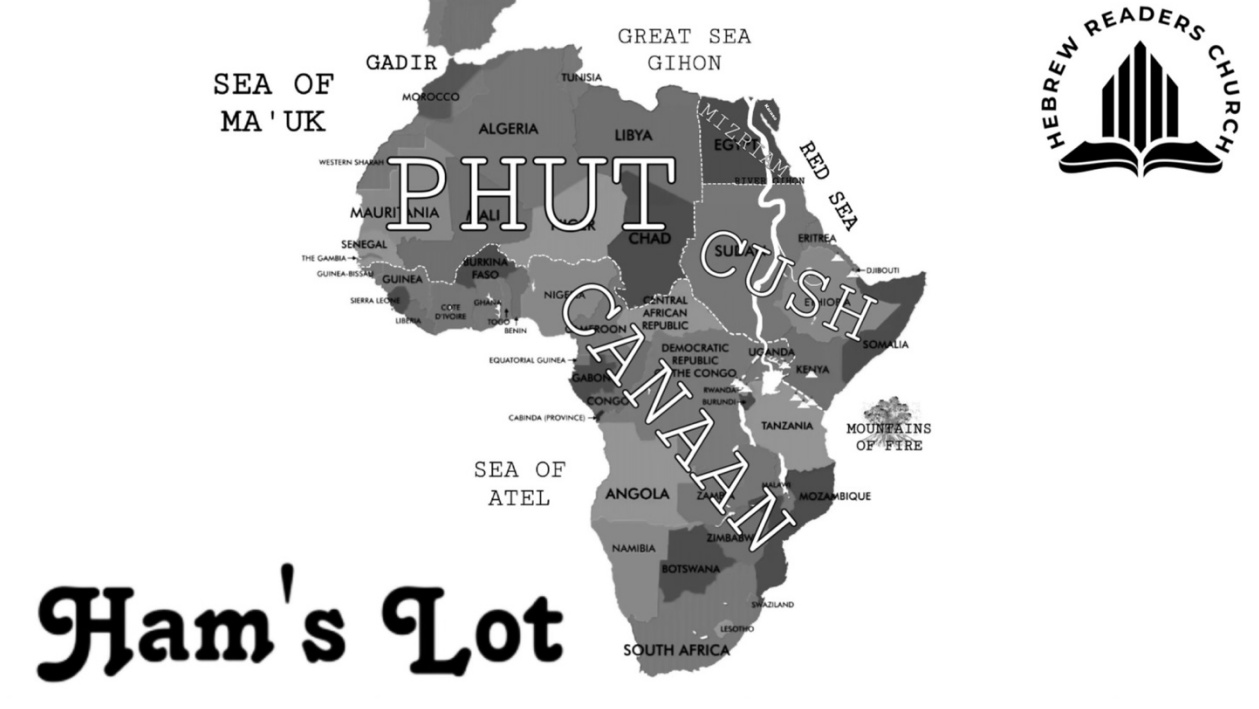 HEBREW READERS CHURCH
GREAT SEA
GIHON
GADIR
SEA OF
MA'UK
TUNISIA
MOROCCO
ALGERIA
LIBYA
MIZRIAM
EGYPT
RED SEA
WESTERN SHARAH
PHUT
RIVER GIHON
MAURITANIA
MALI
NIGER
CHAD
SUDAN
CUSH
ERITREA
SENEGAL
THE GAMBIA
DJIBOUTI
GUINEA-BISSAU
GUINEA
BURKINA
FASO
NIGERIA
ETHIOPIA
SIERRA LEONE
LIBERIA
COTE
D'IVOIRE
GHANA
TOGO
BENIN
CENTRAL
AFRICAN
REPUBLIC
CAMEROON
SOMALIA
CANAAN
EQUATORIAL GUINEA
DEMOCRATIC
REPUBLIC
OF THE CONGO
UGANDA
KENYA
GABON
RWANDA
BURUNDI
CONGO
CABINDA (PROVINCE)
TANZANIA
MOUNTAINS
OF FIRE
SEA OF
ATEL
ANGOLA
ZAMBIA
MALAWI
MOZAMBIQUE
ZIMBABW
NAMIBIA
BOTSWANA
SWAZILAND
LESOTHO
SOUTH AFRICA
Ham's Lot